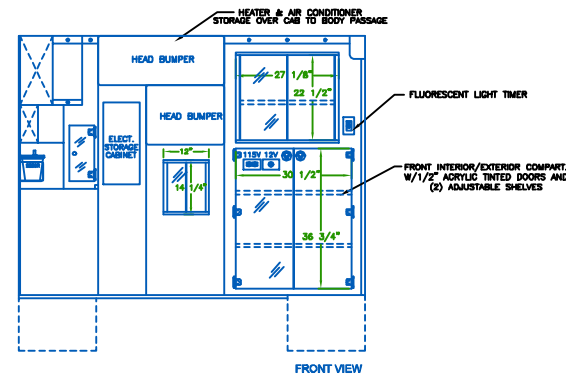 HEATER & AIR CONDITIONER
STORAGE OVER CAB TO BODY PASSAGE
HEAD BUMPER
27 1/8"
22 1/2"
FLUORESCENT LIGHT TIMER
HEAD BUMPER
ELECT.
STORAGE
CABINET
12"
14 1/4"
115V 12V
30 1/2"
FRONT INTERIOR/EXTERIOR COMPART.
W/1/2" ACRYLIC TINTED DOORS AND
(2) ADJUSTABLE SHELVES
36 3/4"
FRONT VIEW